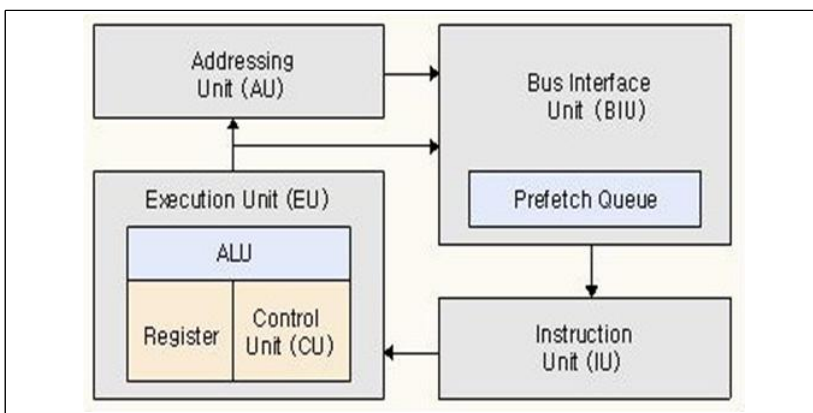 Addressing
Unit (AU)
Bus Interface
Unit (BIU)
Prefetch Queue
Execution Unit (EU)
ALU
Register
Control
Unit (CU)
Instruction
Unit (IU)